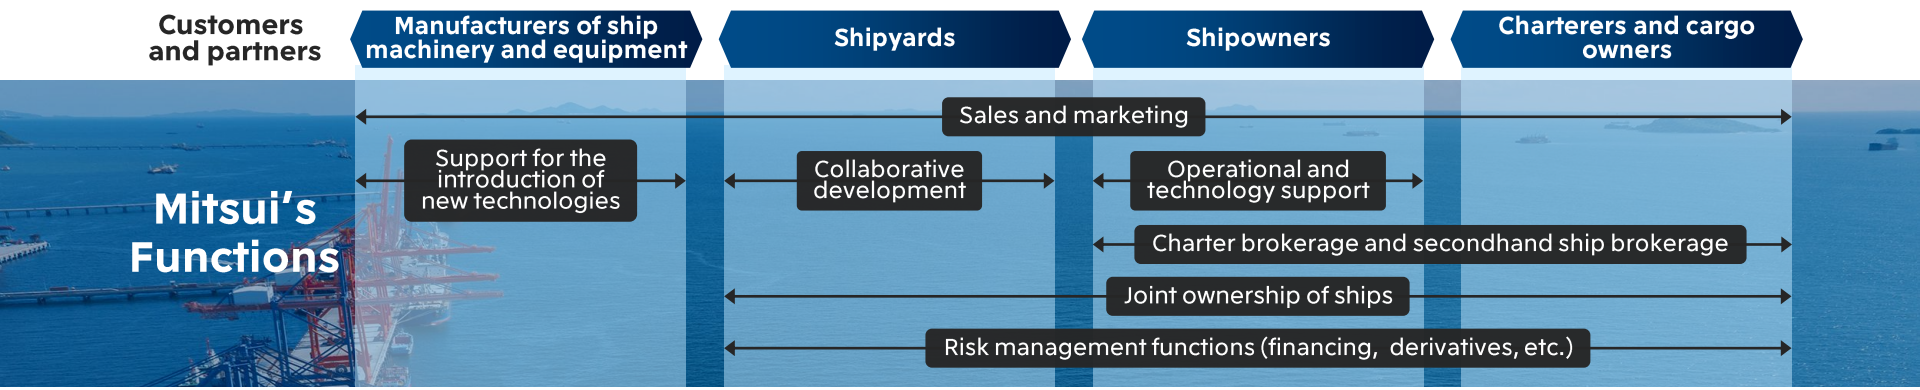 Customers
and partners
Manufacturers of ship
machinery and equipment
Shipyards
Shipowners
Charterers and cargo
owners
Mitsui's
Functions
Sales and marketing
Support for the
introduction of
new technologies
Collaborative
development
Operational and
technology support
Charter brokerage and secondhand ship brokerage
Joint ownership of ships
Risk management functions (financing, derivatives, etc.)